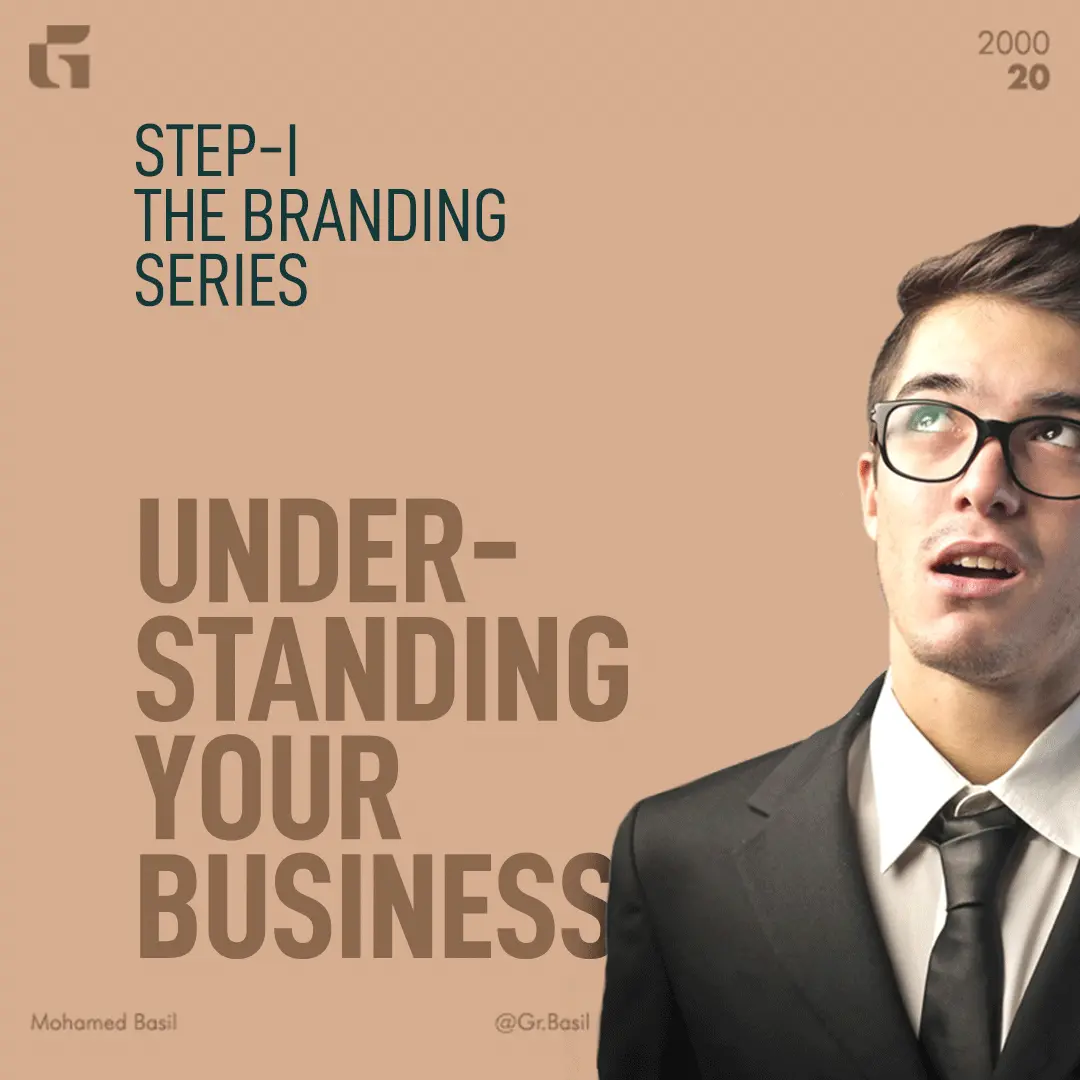 2000
20
STEP-I
THE BRANDING
SERIES
UNDER-
STANDING
YOUR
BUSINESS
Mohamed Basil
@Gr.Basil